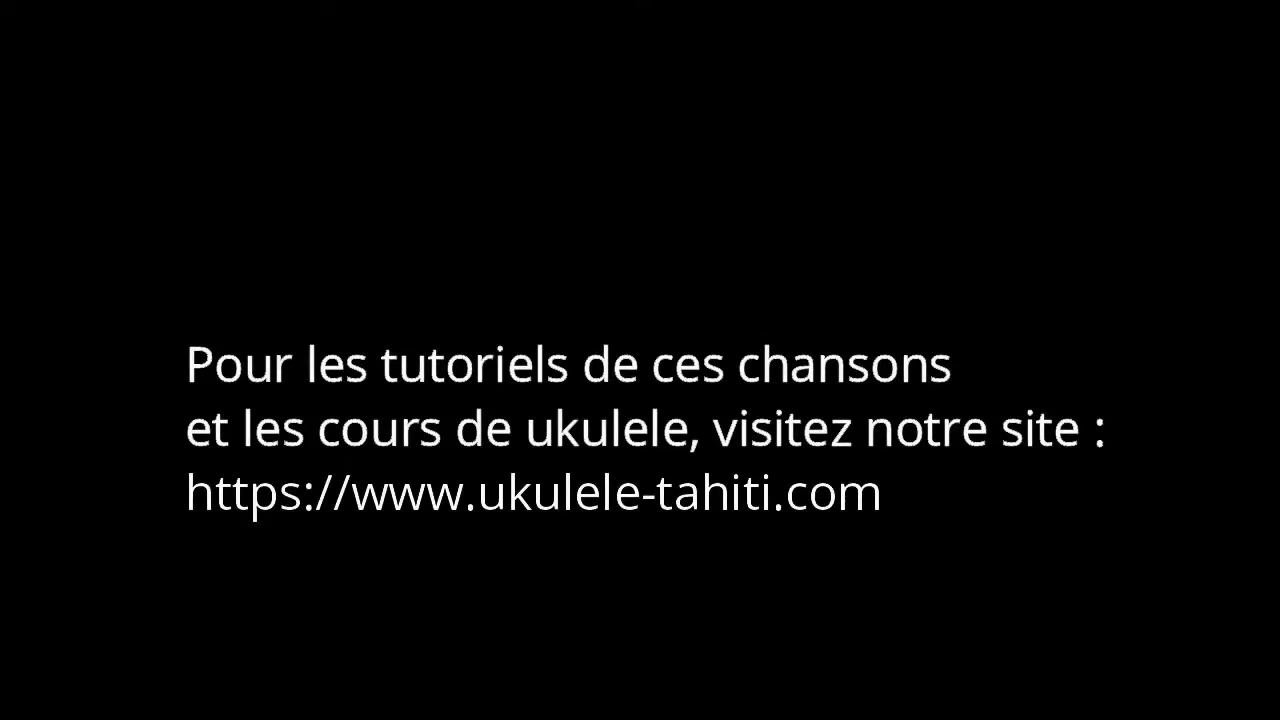 Pour les tutoriels de ces chansons
et les cours de ukulele, visitez notre site :
https://www.ukulele-tahiti.com